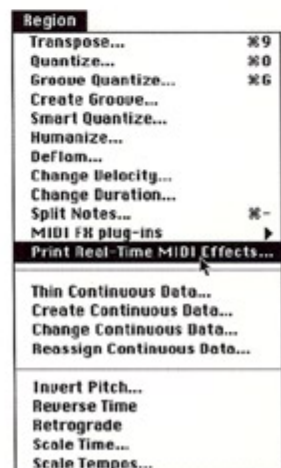 Region
Transpose... ⌘9
Quantize... ⌘0
Groove Quantize... ⌘G
Create Groove...
Smart Quantize...
Humanize...
DeFlam...
Change Velocity...
Change Duration...
Split Notes... ⌘-
MIDI FX plug-ins ▶
Print Real-Time MIDI Effects...
Thin Continuous Data...
Create Continuous Data...
Change Continuous Data...
Reassign Continuous Data...
Invert Pitch...
Reverse Time
Retrograde
Scale Time...
Scale Tempos...